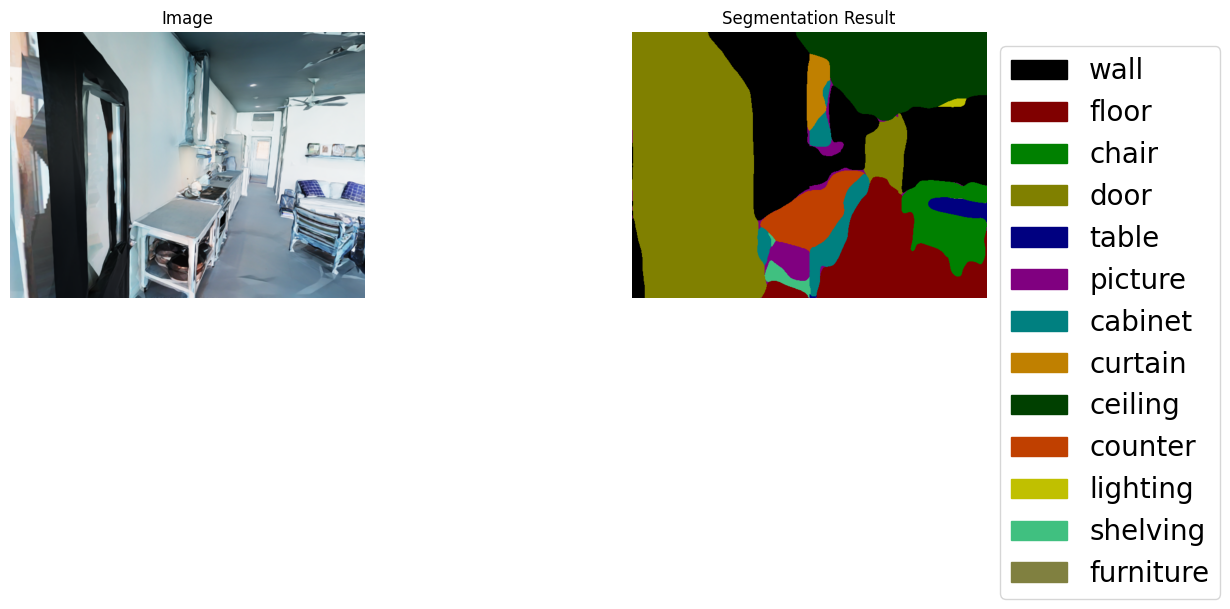 Image
Segmentation Result
wall
floor
chair
door
table
picture
cabinet
curtain
ceiling
counter
lighting
shelving
furniture